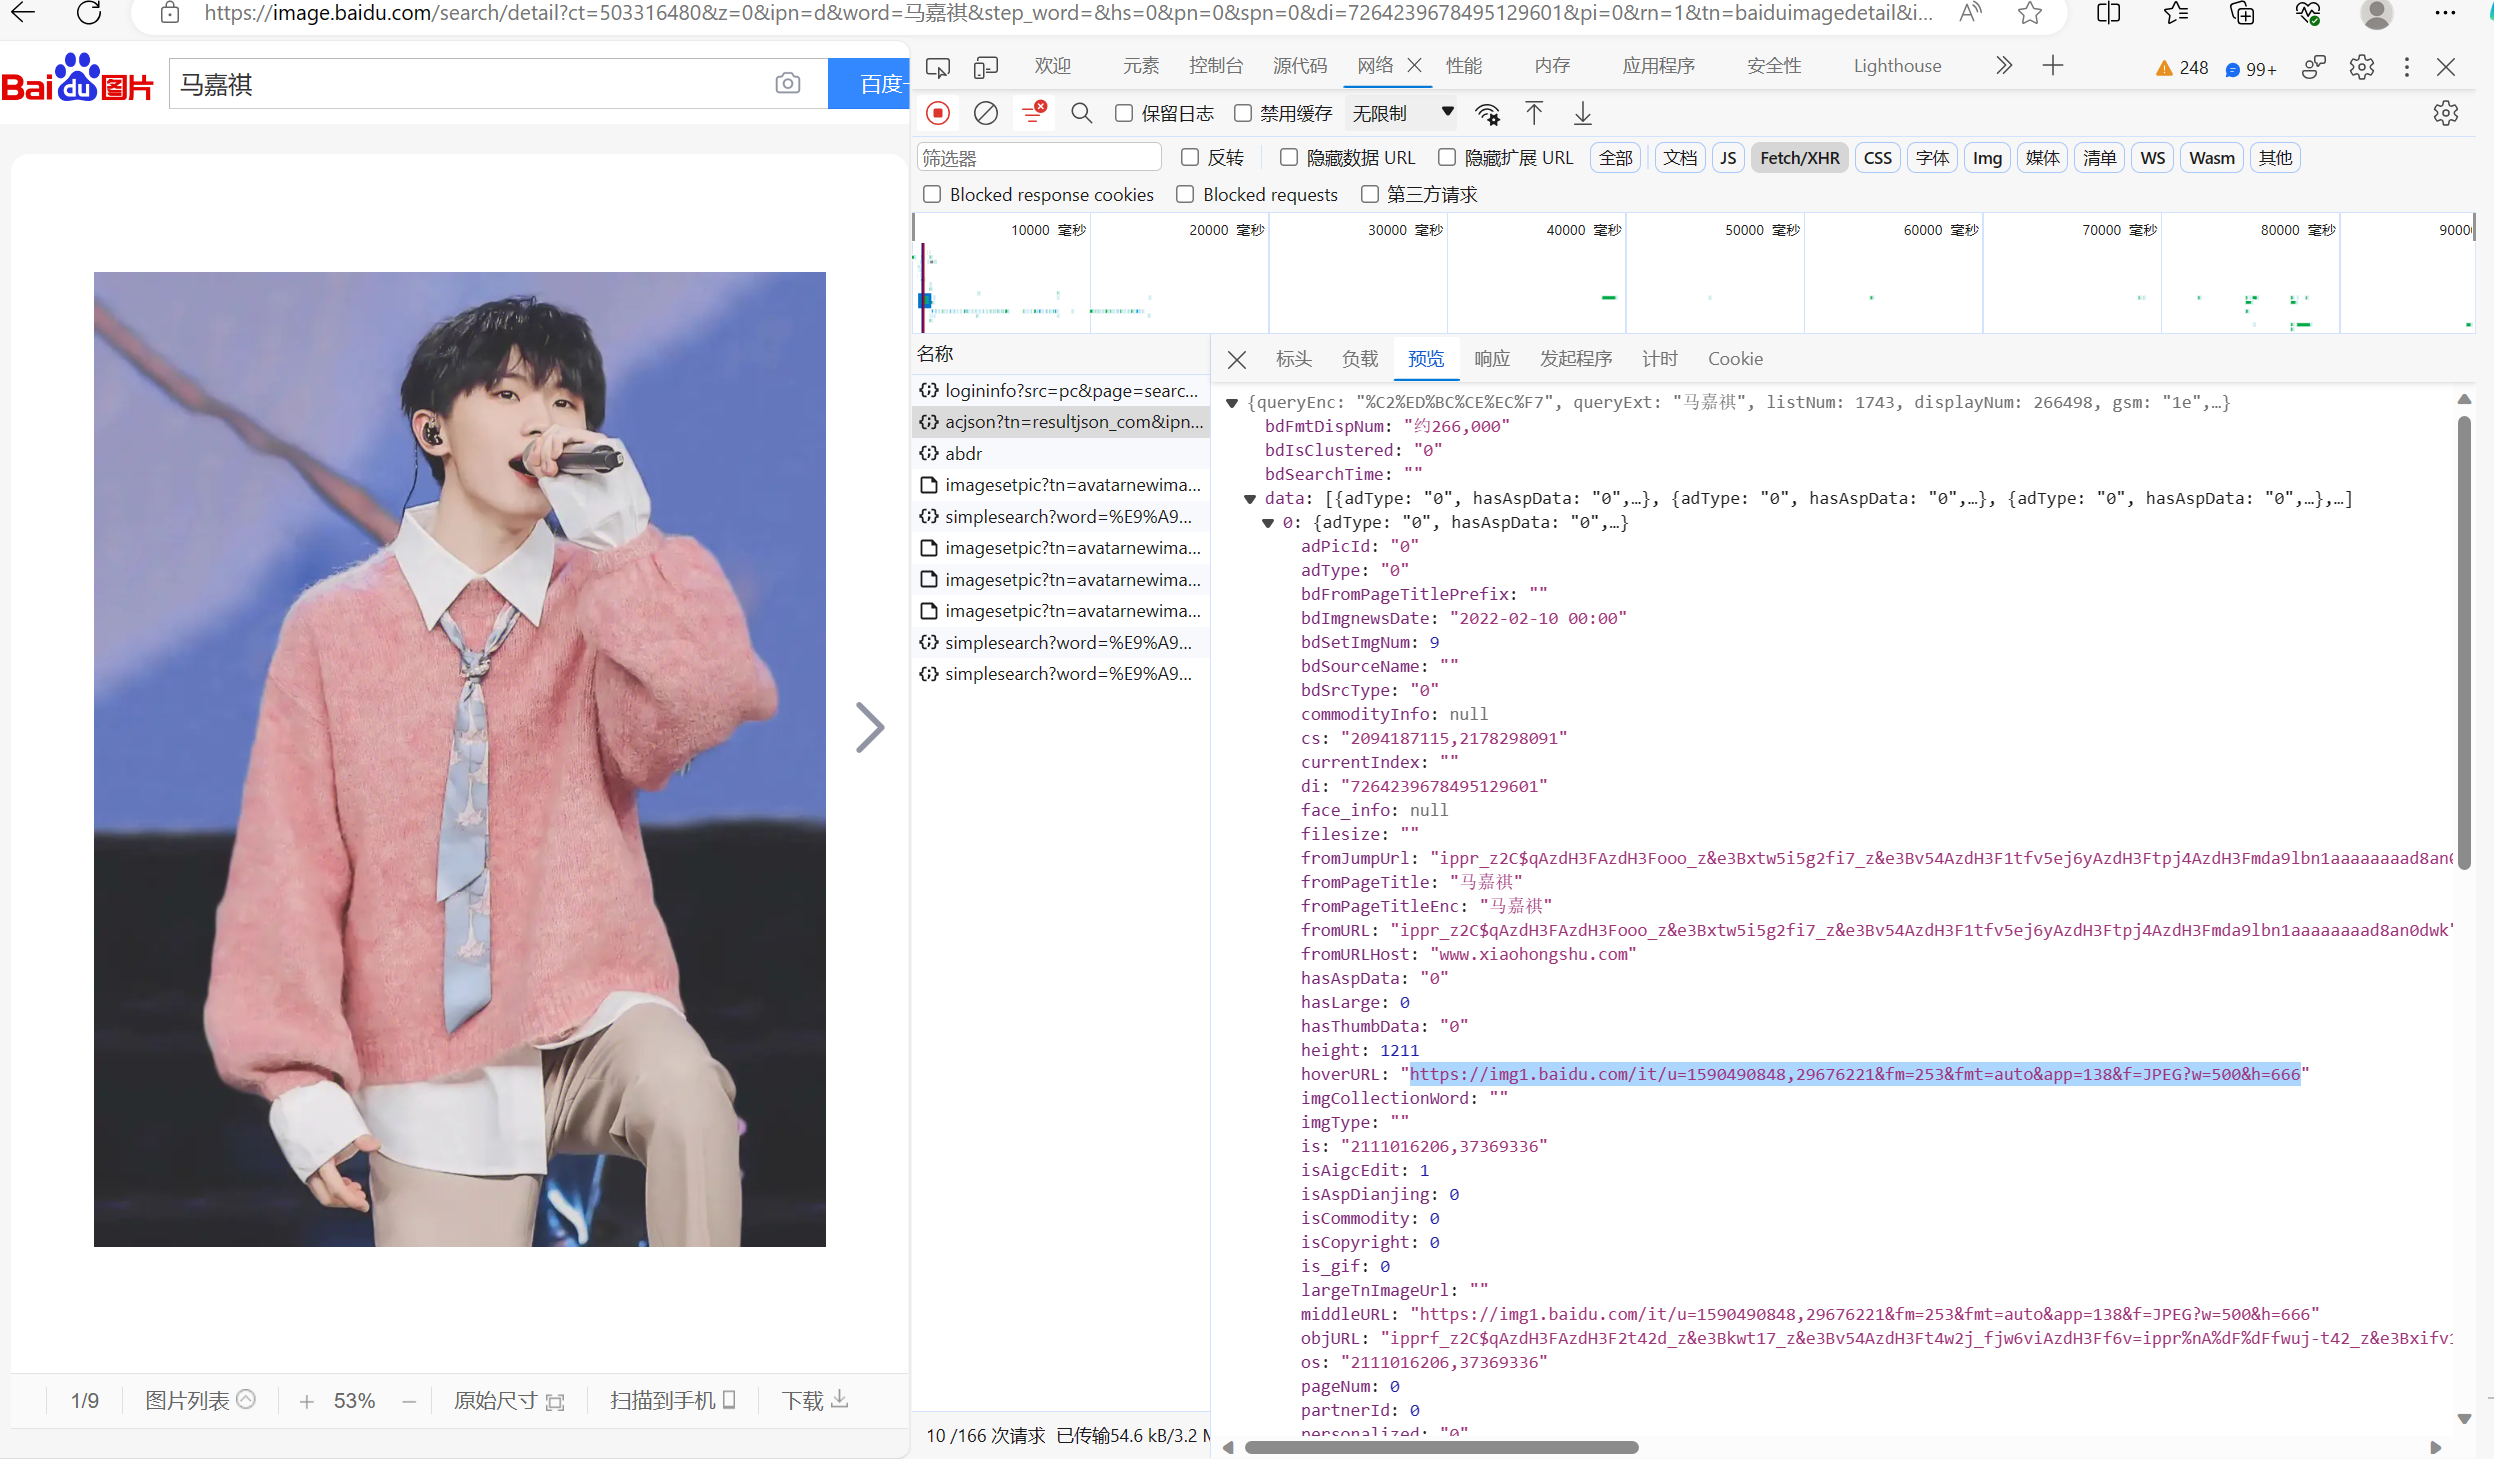 https://image.baidu.com/search/detail?ct=503316480&z=0&ipn=d&word=马嘉祺&step_word=&hs=0&pn=0&spn=0&di=7264239678495129601&pi=0&rn=1&tn=baiduimagedetail&i...
Baidu图片
马嘉祺
百度一
欢迎 元素 控制台 源代码 网络 性能 内存 应用程序 安全性 Lighthouse 248 99+
保留日志 禁用缓存 无限制
筛选器 反转 隐藏数据 URL 隐藏扩展 URL 全部 文档 JS Fetch/XHR CSS 字体 Img 媒体 清单 WS Wasm 其他
Blocked response cookies Blocked requests 第三方请求
10000 毫秒 20000 毫秒 30000 毫秒 40000 毫秒 50000 毫秒 60000 毫秒 70000 毫秒 80000 毫秒 9000
名称
logininfo?src=pc&page=searc...
acjson?tn=resultjson_com&ipn...
abdr
imagesetpic?tn=avatarnewima...
simplesearch?word=%E9%A9...
imagesetpic?tn=avatarnewima...
imagesetpic?tn=avatarnewima...
imagesetpic?tn=avatarnewima...
simplesearch?word=%E9%A9...
simplesearch?word=%E9%A9...
标头 负载 预览 响应 发起程序 计时 Cookie
{queryEnc: "%C2%ED%BC%CE%EC%F7", queryExt: "马嘉祺", listNum: 1743, displayNum: 266498, gsm: "1e",…}
bdFmtDispNum: "约266,000"
bdIsClustered: "0"
bdSearchTime: ""
data: [{adType: "0", hasAspData: "0",…}, {adType: "0", hasAspData: "0",…}, {adType: "0", hasAspData: "0",…},…]
0: {adType: "0", hasAspData: "0",…}
adPicId: "0"
adType: "0"
bdFromPageTitlePrefix: ""
bdImgnewsDate: "2022-02-10 00:00"
bdSetImgNum: 9
bdSourceName: ""
bdSrcType: "0"
commodityInfo: null
cs: "2094187115,2178298091"
currentIndex: ""
di: "7264239678495129601"
face_info: null
filesize: ""
fromJumpUrl: "ippr_z2C$qAzdH3FAzdH3Fooo_z&e3Bxtw5i5g2fi7_z&e3Bv54AzdH3F1tfv5ej6yAzdH3Ftpj4AzdH3Fmda9lbn1aaaaaaaad8an
fromPageTitle: "马嘉祺"
fromPageTitleEnc: "马嘉祺"
fromURL: "ippr_z2C$qAzdH3FAzdH3Fooo_z&e3Bxtw5i5g2fi7_z&e3Bv54AzdH3F1tfv5ej6yAzdH3Ftpj4AzdH3Fmda9lbn1aaaaaaaad8an0dwk"
fromURLHost: "www.xiaohongshu.com"
hasAspData: "0"
hasLarge: 0
hasThumbData: "0"
height: 1211
hoverURL: "https://img1.baidu.com/it/u=1590490848,29676221&fm=253&fmt=auto&app=138&f=JPEG?w=500&h=666"
imgCollectionWord: ""
imgType: ""
is: "2111016206,37369336"
isAigcEdit: 1
isAspDianjing: 0
isCommodity: 0
isCopyright: 0
is_gif: 0
largeTnImageUrl: ""
middleURL: "https://img1.baidu.com/it/u=1590490848,29676221&fm=253&fmt=auto&app=138&f=JPEG?w=500&h=666"
objURL: "ipprf_z2C$qAzdH3FAzdH3F2t42d_z&e3Bkwt17_z&e3Bv54AzdH3Ft4w2j_fjw6viAzdH3Ff6v=ippr%nA%dF%dFfwuj-t42_z&e3Bxifv
os: "2111016206,37369336"
pageNum: 0
partnerId: 0
personalized: "0"
1/9 图片列表 + 53% − 原始尺寸 扫描到手机 下载
10 /166 次请求 已传输54.6 kB/3.2 M